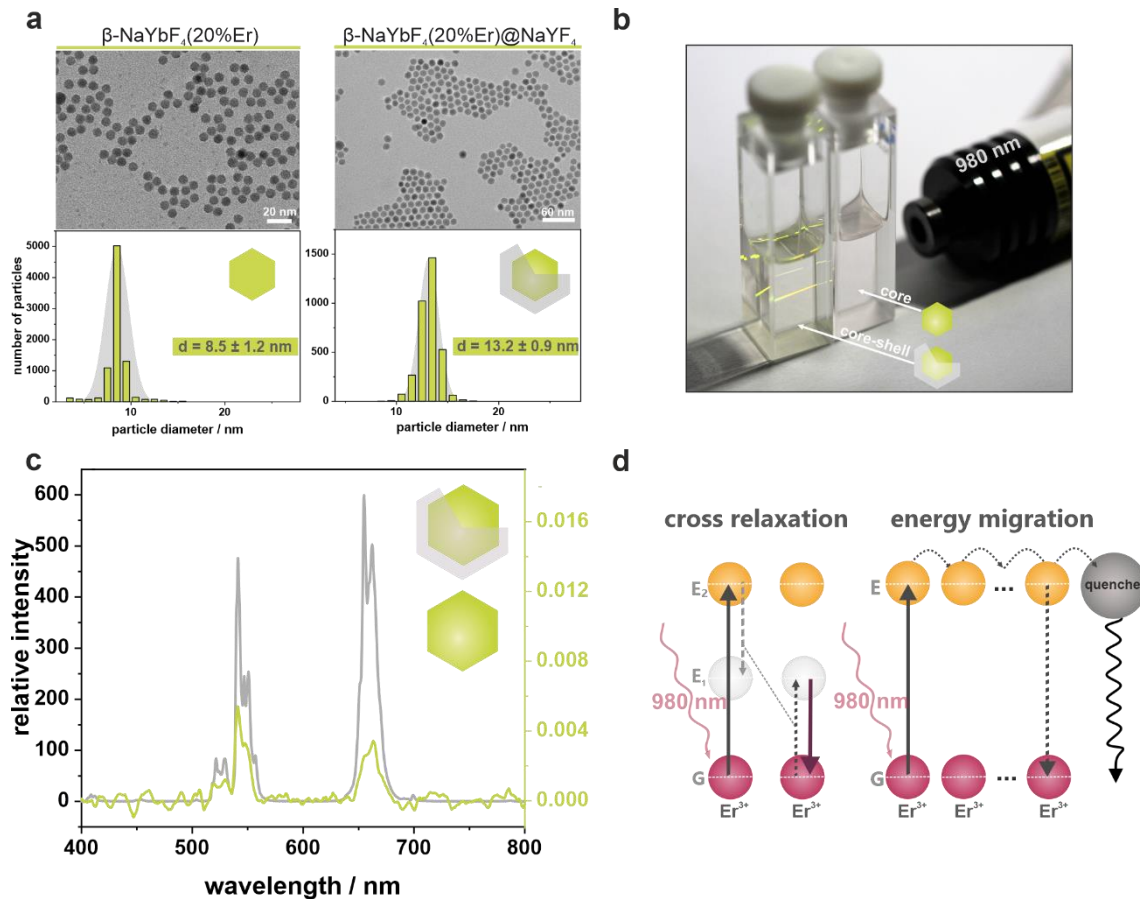 a
β-NaYbF₄(20%Er)
β-NaYbF₄(20%Er)@NaYF₄
20 nm
60 nm
number of particles
5000
4000
3000
2000
1000
0
d = 8.5 ± 1.2 nm
10
20
particle diameter / nm
1500
1000
500
0
d = 13.2 ± 0.9 nm
10
20
particle diameter / nm
b
980 nm
core
core-shell
c
relative intensity
600
500
400
300
200
100
0
0.016
0.012
0.008
0.004
0.000
400
500
600
700
800
wavelength / nm
d
cross relaxation
energy migration
E₂
E₁
G
980 nm
Er³⁺
Er³⁺
E
...
quencher
980 nm
G
...
Er³⁺
Er³⁺
Er³⁺